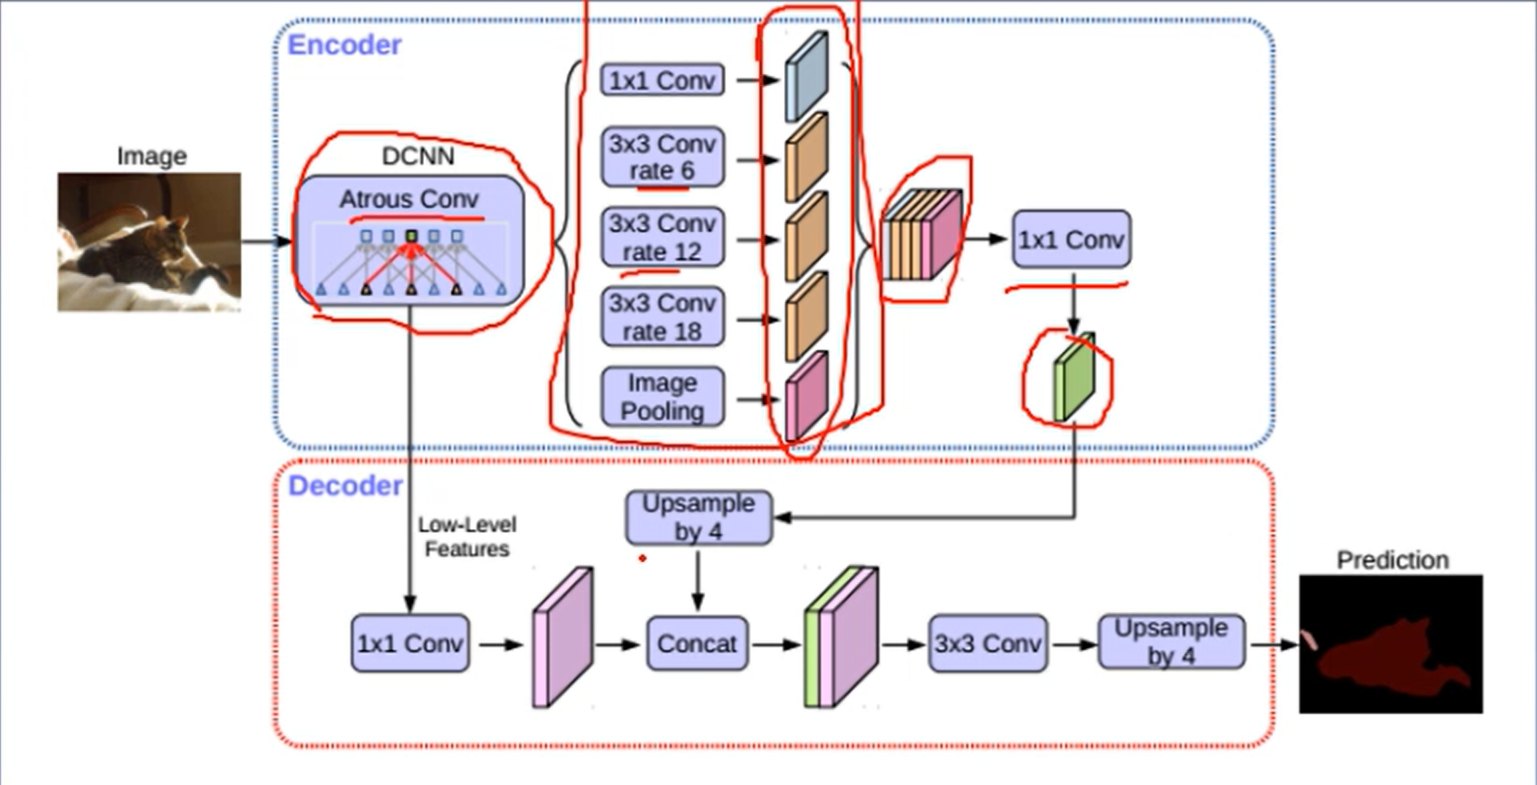 Encoder
Image
DCNN
Atrous Conv
1x1 Conv
3x3 Conv
rate 6
3x3 Conv
rate 12
3x3 Conv
rate 18
Image
Pooling
1x1 Conv
Decoder
Low-Level
Features
Upsample
by 4
1x1 Conv
Concat
3x3 Conv
Upsample
by 4
Prediction